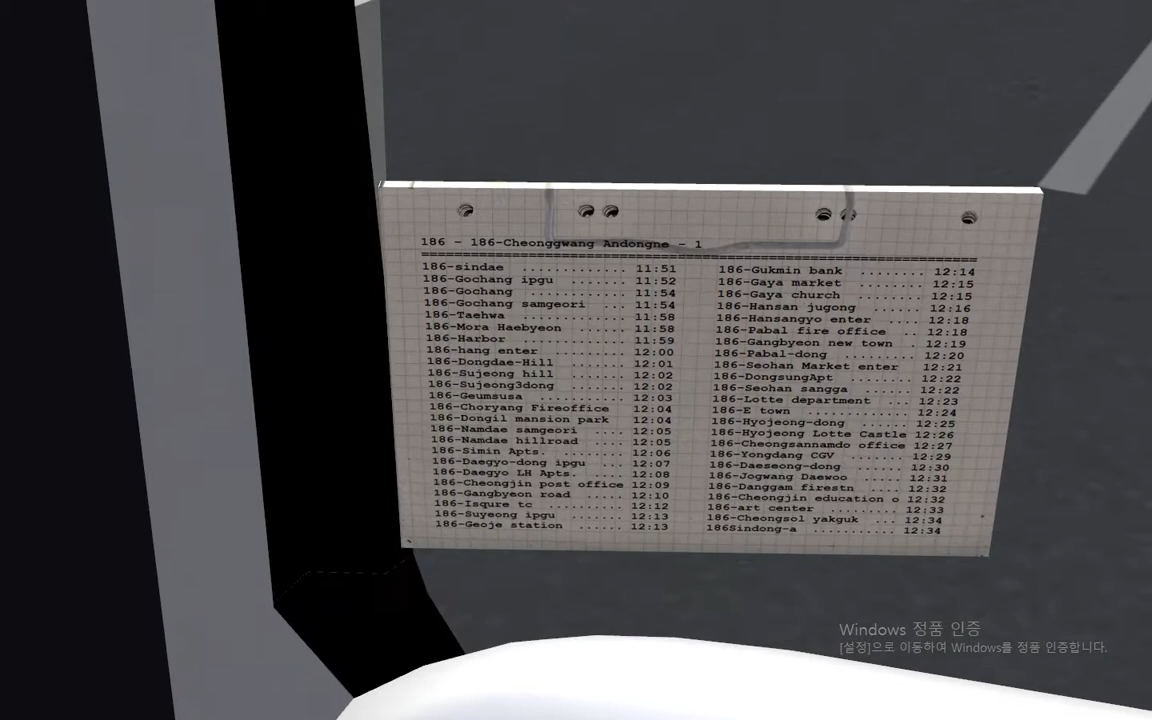 186 - 186-Cheonggwang Andongne - 1
================================================================
186-sindae ............. 11:51
186-Gochang ipgu ......... 11:52
186-Gochang ............ 11:54
186-Gochang samgeori ... 11:54
186-Taehwa ............. 11:58
186-Mora Haebyeon ...... 11:58
186-Harbor ............. 11:59
186-hang enter ......... 12:00
186-Dongdae-Hill ....... 12:01
186-Sujeong hill ....... 12:02
186-Sujeong3dong ....... 12:02
186-Geumsusa ........... 12:03
186-Choryang Fireoffice 12:04
186-Dongil mansion park 12:04
186-Namdae samgeori .... 12:05
186-Namdae hillroad .... 12:05
186-Simin Apts. ........ 12:06
186-Daegyo-dong ipgu ... 12:07
186-Daegyo LH Apts. .... 12:08
186-Cheongjin post office 12:09
186-Gangbyeon road ..... 12:10
186-Isqure tc .......... 12:12
186-Suyeong ipgu ....... 12:13
186-Geoje station ...... 12:13
186-Gukmin bank ........ 12:14
186-Gaya market ........ 12:15
186-Gaya church ........ 12:15
186-Hansan jugong ...... 12:16
186-Hansangyo enter .... 12:18
186-Pabal fire office .. 12:18
186-Gangbyeon new town . 12:19
186-Pabal-dong ......... 12:20
186-Seohan Market enter 12:21
186-DongsungApt ........ 12:22
186-Seohan sangga ...... 12:22
186-Lotte department ... 12:23
186-E town ............. 12:24
186-Hyojeong-dong ...... 12:25
186-Hyojeong Lotte Castle 12:26
186-Cheongsannamdo office 12:27
186-Yongdang CGV ....... 12:29
186-Daeseong-dong ...... 12:30
186-Jogwang Daewoo ..... 12:31
186-Danggam firestn .... 12:32
186-Cheongjin education o 12:32
186-art center ......... 12:33
186-Cheongsol yakguk ... 12:34
186Sindong-a ........... 12:34
Windows 정품 인증
[설정]으로 이동하여 Windows를 정품 인증합니다.